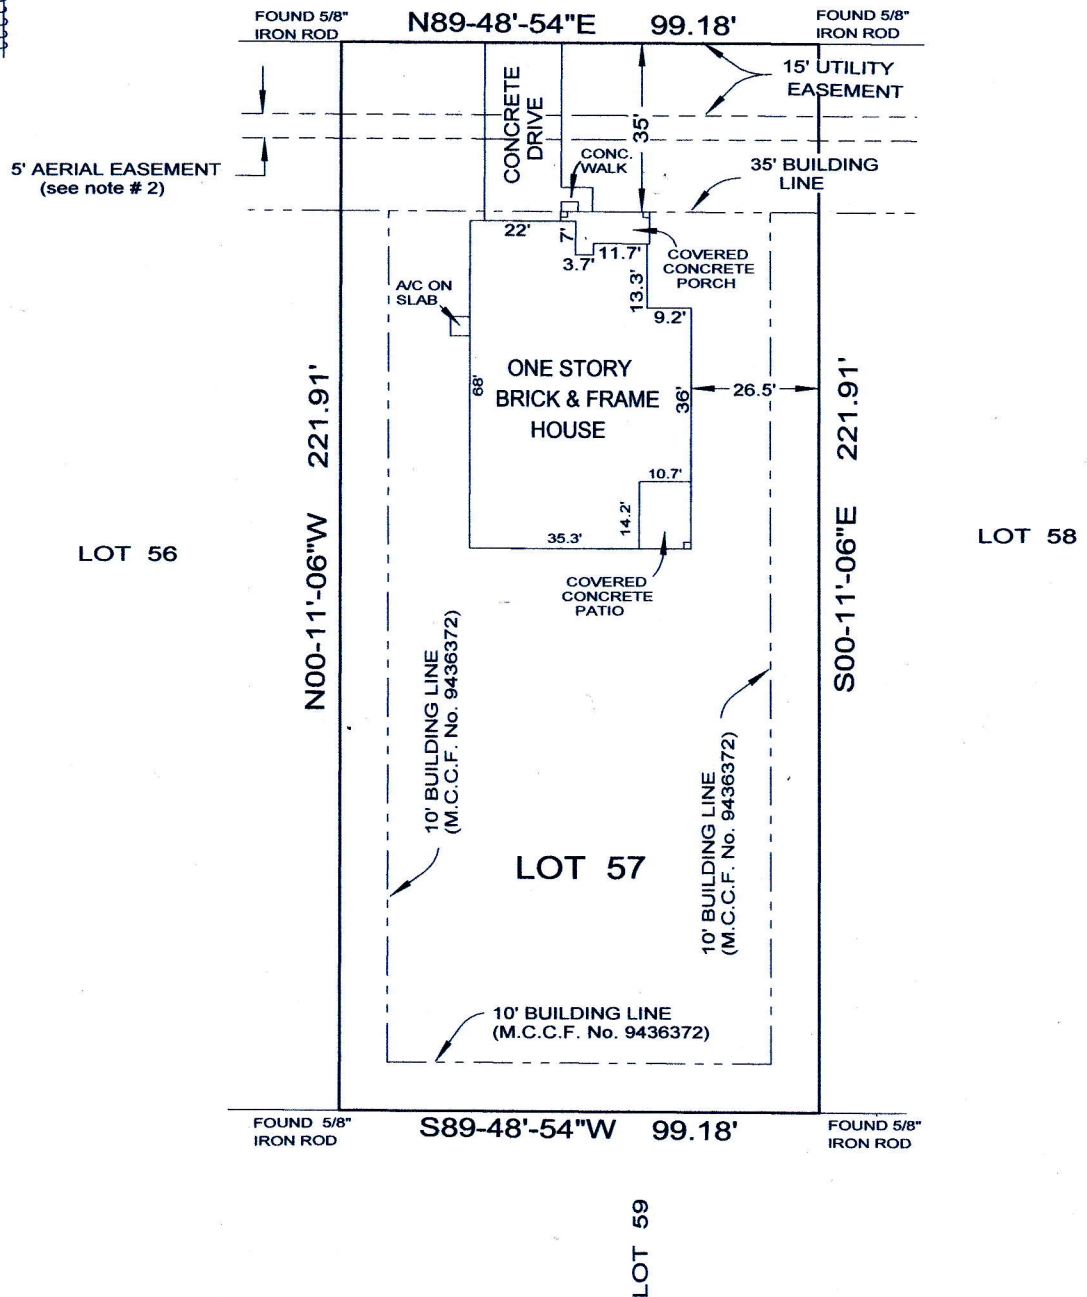 FOUND 5/8"
IRON ROD
N89-48'-54"E 99.18'
FOUND 5/8"
IRON ROD
15' UTILITY
EASEMENT
CONCRETE
DRIVE
35'
5' AERIAL EASEMENT
(see note # 2)
CONC.
WALK
35' BUILDING
LINE
22'
7'
3.7'
11.7'
COVERED
CONCRETE
PORCH
13.3'
9.2'
A/C ON
SLAB
68'
ONE STORY
BRICK & FRAME
HOUSE
36'
26.5'
10.7'
14.2'
35.3'
COVERED
CONCRETE
PATIO
N00-11'-06"W 221.91'
S00-11'-06"E 221.91'
LOT 56
LOT 58
10' BUILDING LINE
(M.C.C.F. No. 9436372)
10' BUILDING LINE
(M.C.C.F. No. 9436372)
LOT 57
10' BUILDING LINE
(M.C.C.F. No. 9436372)
FOUND 5/8"
IRON ROD
S89-48'-54"W 99.18'
FOUND 5/8"
IRON ROD
LOT 59